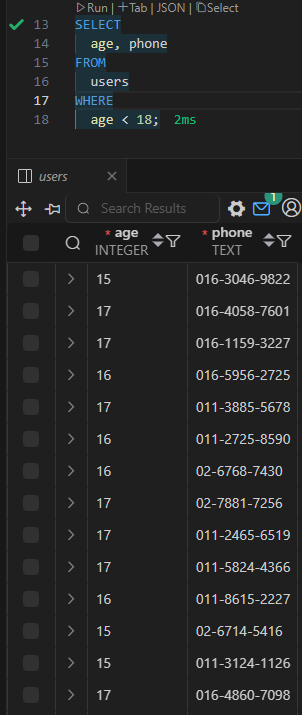 Run | Tab | JSON | Select
13 SELECT
14 age, phone
15 FROM
16 users
17 WHERE
18 age < 18; 2ms
users
1
Search Results
* age * phone
INTEGER TEXT
15 016-3046-9822
17 016-4058-7601
17 016-1159-3227
16 016-5956-2725
17 011-3885-5678
16 011-2725-8590
16 02-6768-7430
17 02-7881-7256
17 011-2465-6519
17 011-5824-4366
16 011-8615-2227
15 02-6714-5416
15 011-3124-1126
17 016-4860-7098